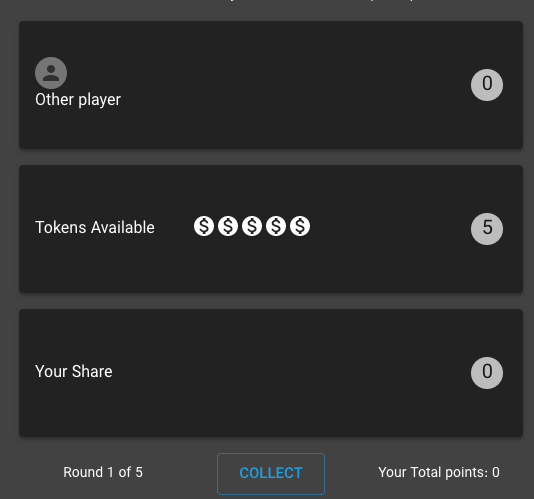 0
Other player
Tokens Available $ $ $ $ $ 5
Your Share 0
Round 1 of 5 COLLECT Your Total points: 0